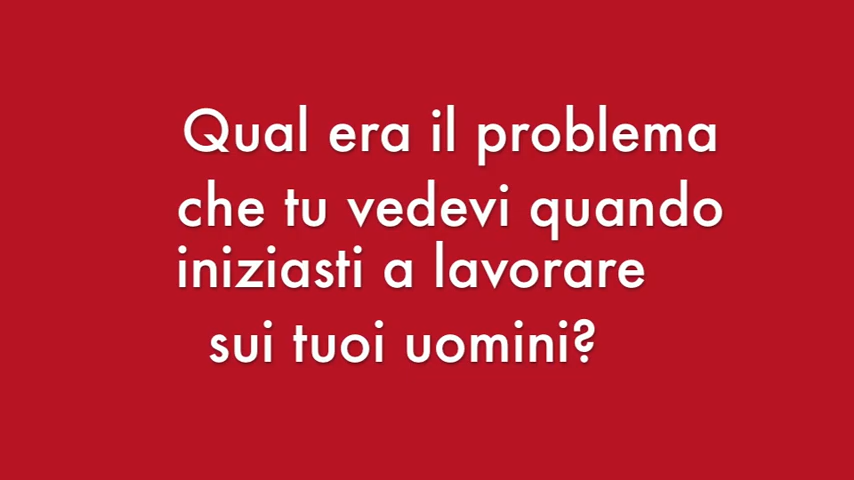 Qual era il problema
che tu vedevi quando
iniziasti a lavorare
sui tuoi uomini?